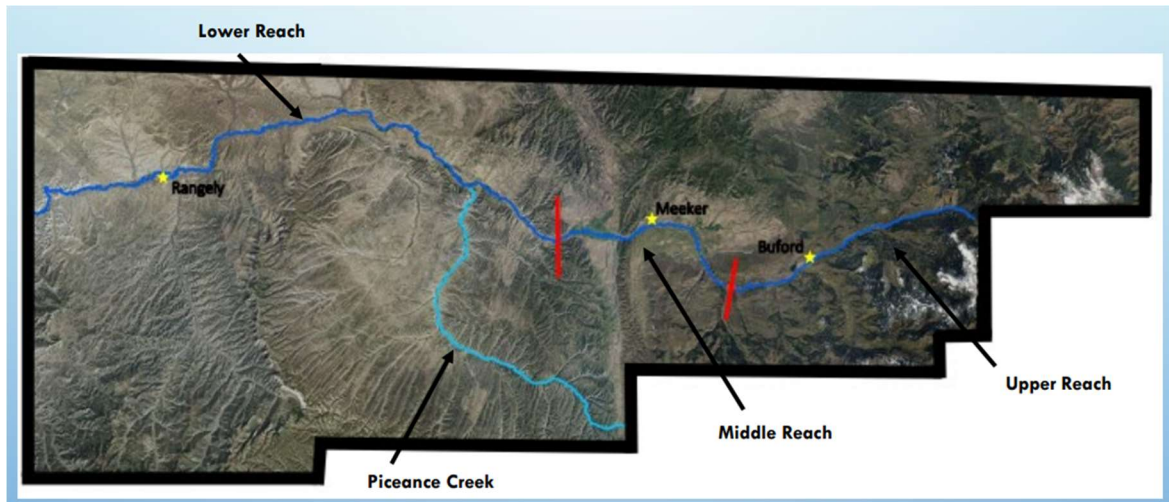 Lower Reach
Rangely
Meeker
Buford
Upper Reach
Middle Reach
Piceance Creek